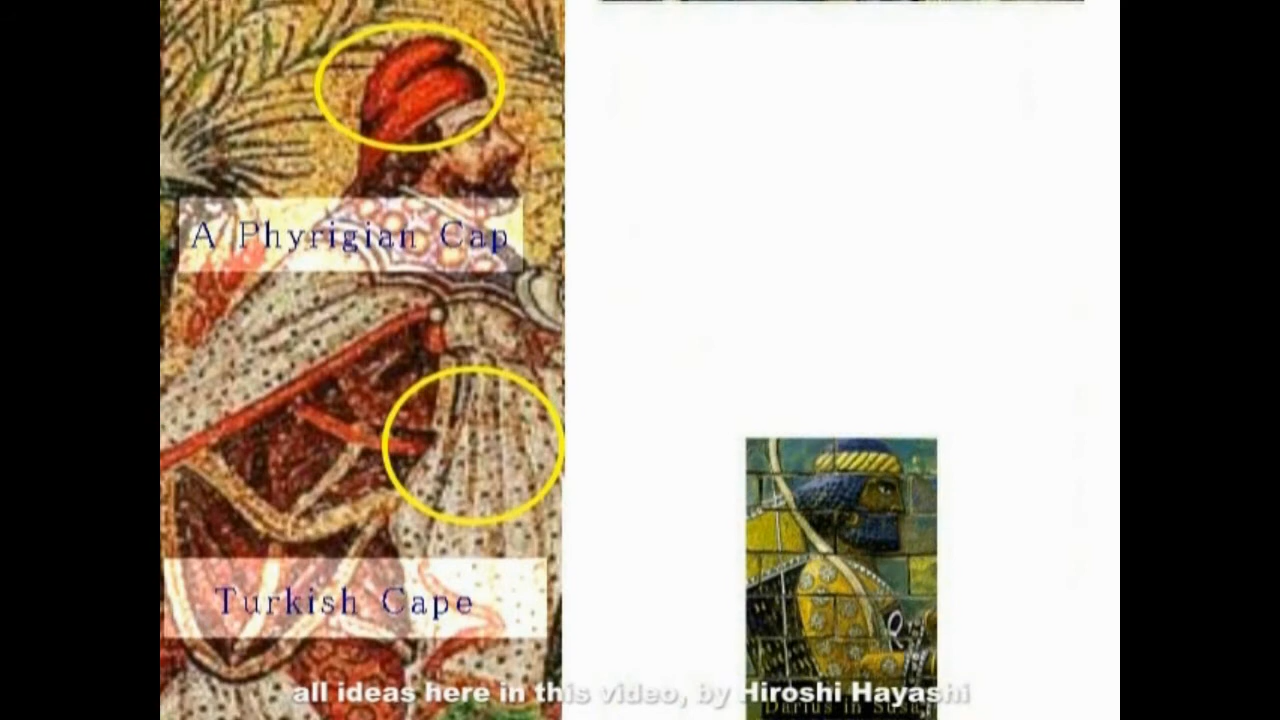 A Phyrigian Cap
Turkish Cape
all ideas here in this video, by Hiroshi Hayashi
Darius in Susa